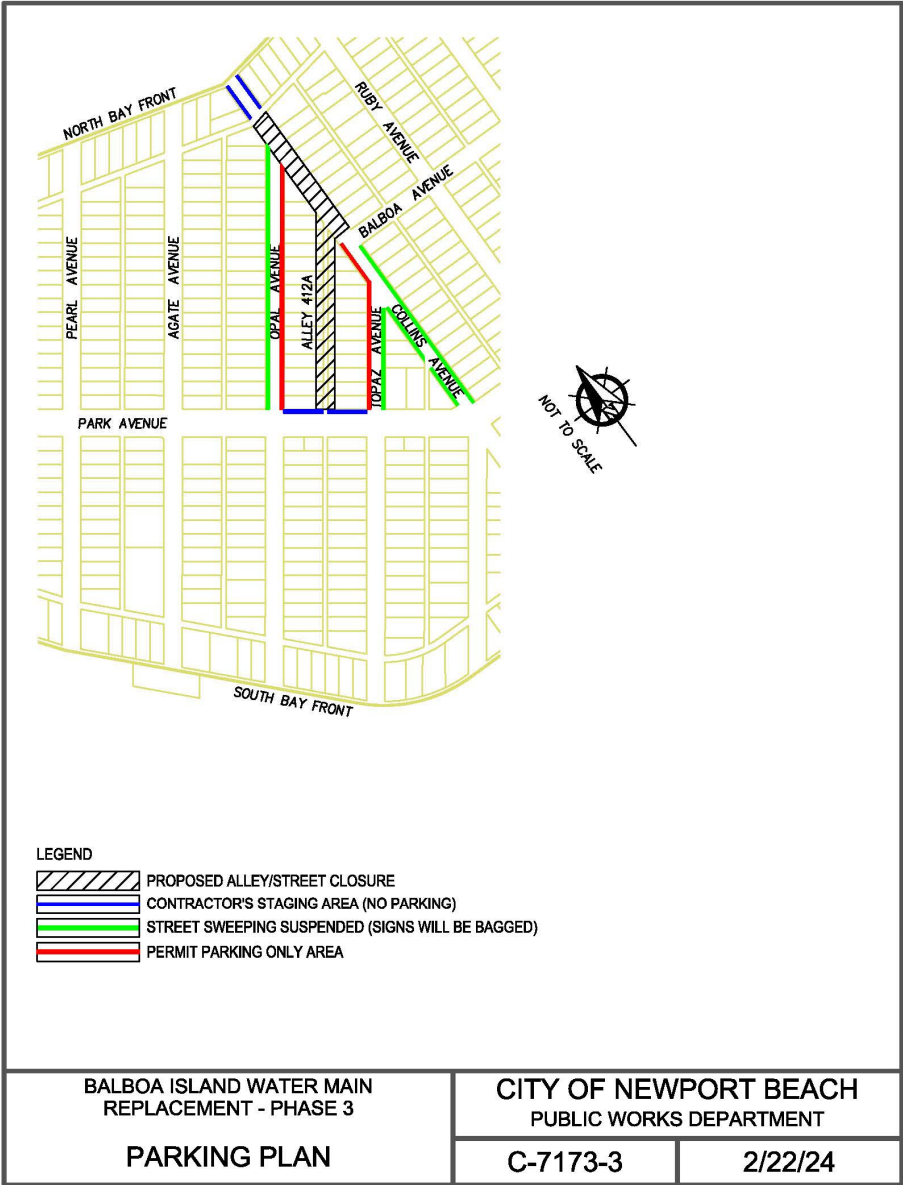 NORTH BAY FRONT
RUBY AVENUE
BALBOA AVENUE
PEARL AVENUE
AGATE AVENUE
OPAL AVENUE
ALLEY 412A
TOPAZ AVENUE
COLLINS AVENUE
PARK AVENUE
NOT TO SCALE
SOUTH BAY FRONT
LEGEND
PROPOSED ALLEY/STREET CLOSURE
CONTRACTOR'S STAGING AREA (NO PARKING)
STREET SWEEPING SUSPENDED (SIGNS WILL BE BAGGED)
PERMIT PARKING ONLY AREA
BALBOA ISLAND WATER MAIN
REPLACEMENT - PHASE 3
PARKING PLAN
CITY OF NEWPORT BEACH
PUBLIC WORKS DEPARTMENT
C-7173-3
2/22/24